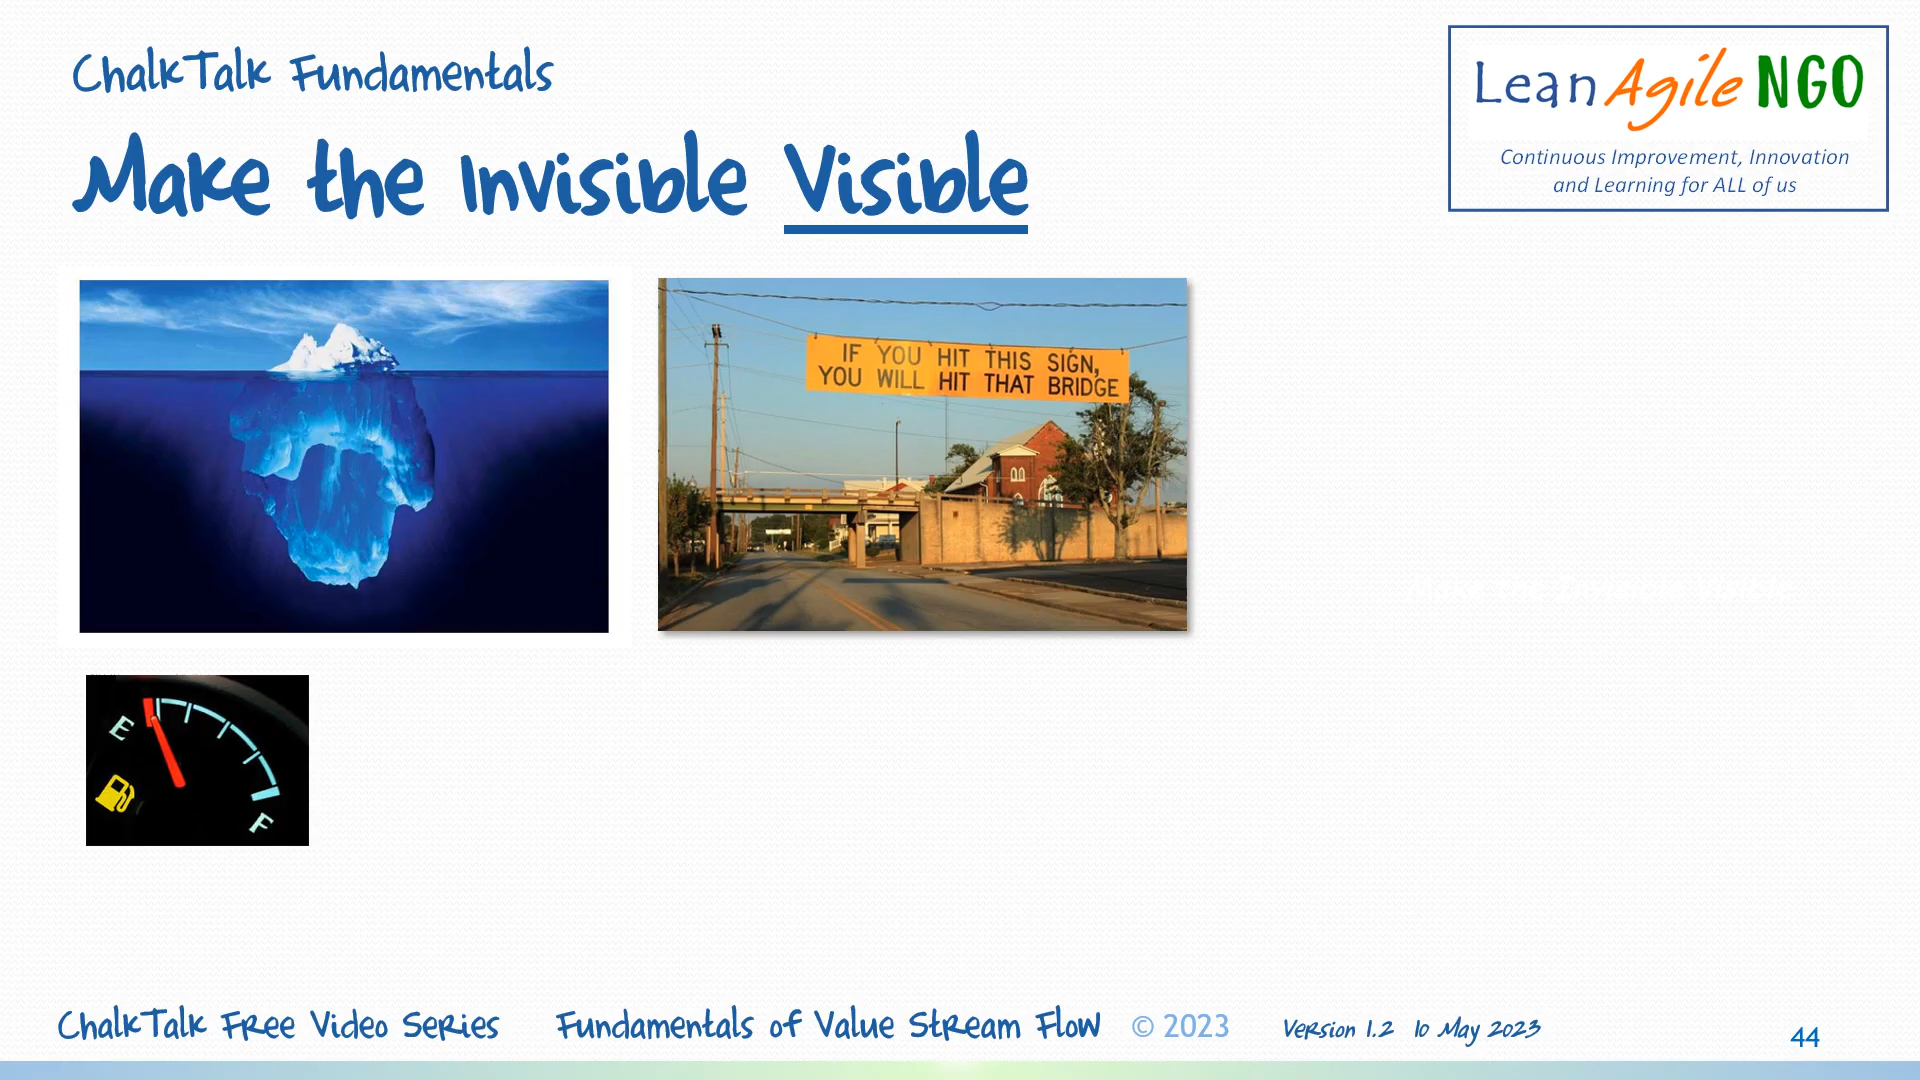 ChalkTalk Fundamentals
Make the Invisible Visible
Lean Agile NGO
Continuous Improvement, Innovation
and Learning for ALL of us
IF YOU HIT THIS SIGN,
YOU WILL HIT THAT BRIDGE
E
F
ChalkTalk Free Video Series Fundamentals of Value Stream Flow © 2023 Version 1.2 10 May 2023
44